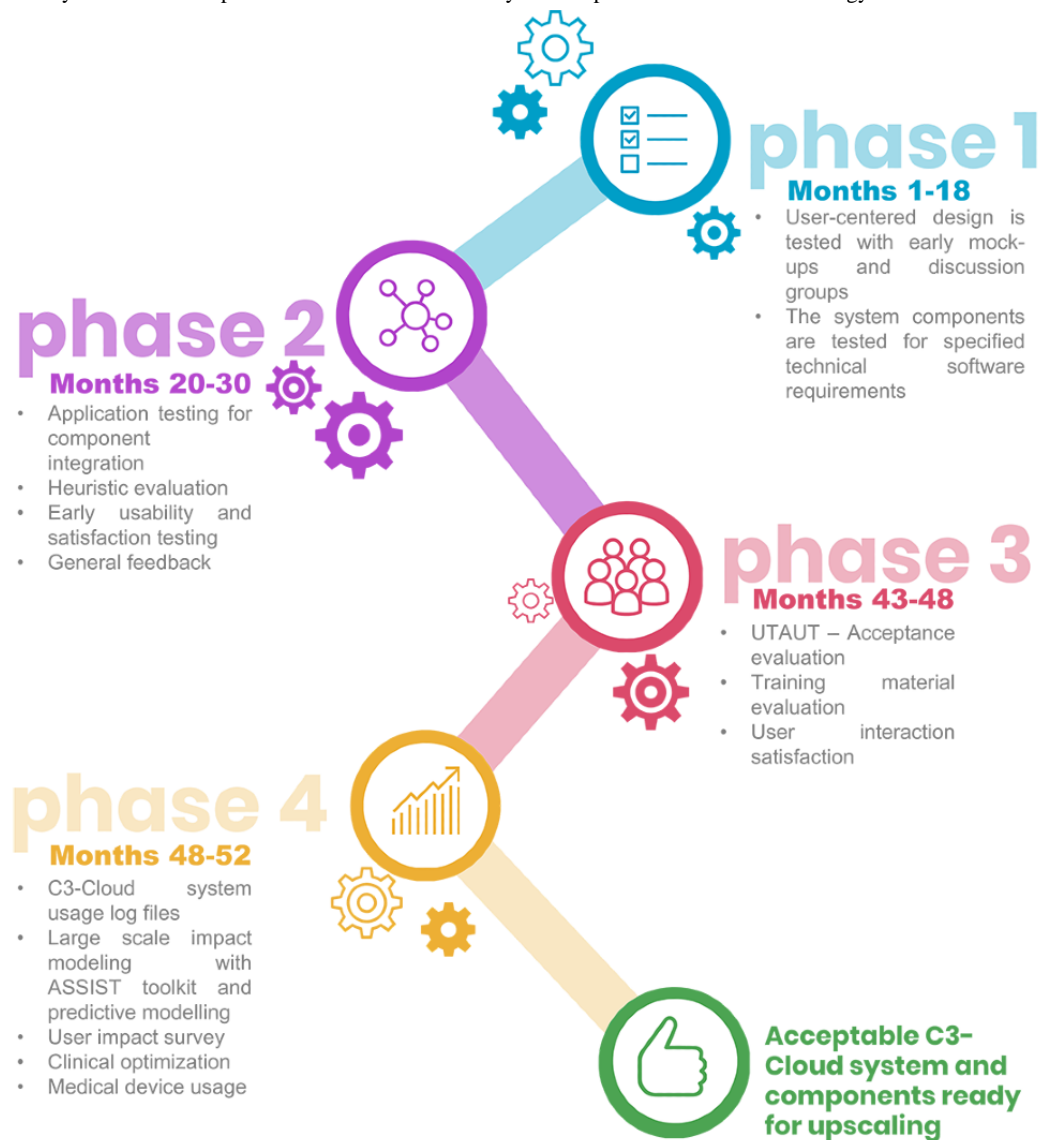 phase 1
Months 1-18
• User-centered design is
tested with early mock-
ups and discussion
groups
• The system components
are tested for specified
technical software
requirements
phase 2
Months 20-30
• Application testing for
component
integration
• Heuristic evaluation
• Early usability and
satisfaction testing
• General feedback
phase 3
Months 43-48
• UTAUT – Acceptance
evaluation
• Training material
evaluation
• User interaction
satisfaction
phase 4
Months 48-52
• C3-Cloud system
usage log files
• Large scale impact
modeling with
ASSIST toolkit and
predictive modelling
• User impact survey
• Clinical optimization
• Medical device usage
Acceptable C3-
Cloud system and
components ready
for upscaling